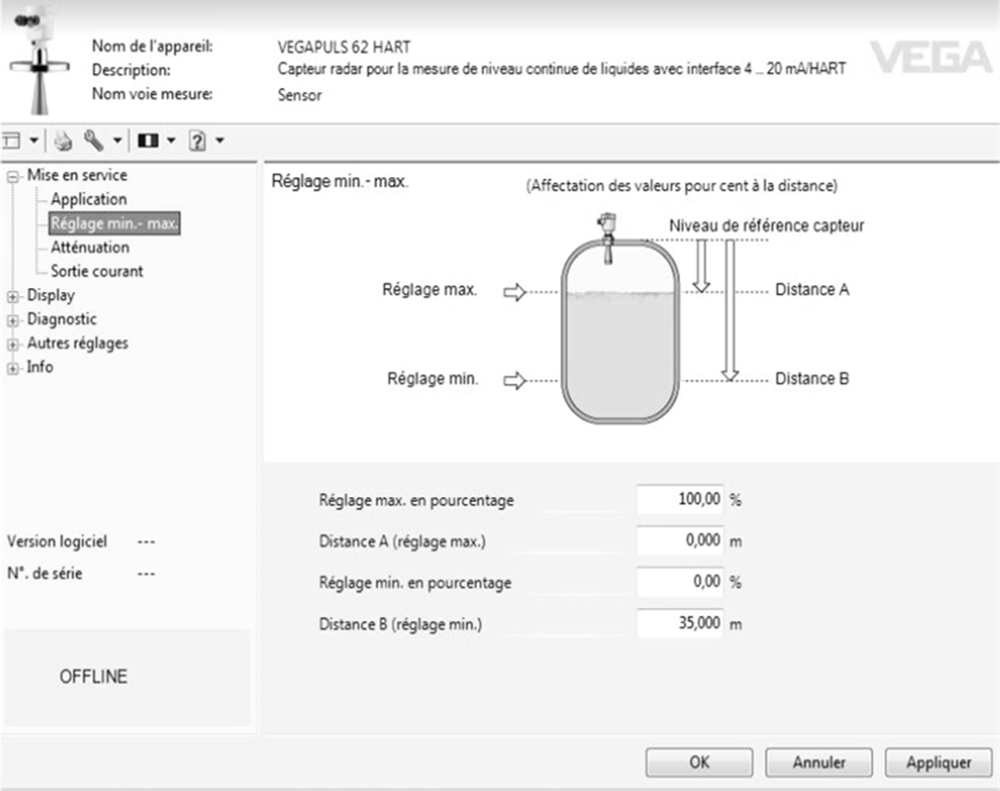 Nom de l'appareil: VEGAPULS 62 HART
Description: Capteur radar pour la mesure de niveau continue de liquides avec interface 4 ... 20 mA/HART
Nom voie mesure: Sensor
VEGA
Mise en service
Application
Réglage min.- max.
Atténuation
Sortie courant
Display
Diagnostic
Autres réglages
Info
Version logiciel ---
N°. de série ---
OFFLINE
Réglage min.- max.
(Affectation des valeurs pour cent à la distance)
Niveau de référence capteur
Réglage max. Distance A
Réglage min. Distance B
Réglage max. en pourcentage 100,00 %
Distance A (réglage max.) 0,000 m
Réglage min. en pourcentage 0,00 %
Distance B (réglage min.) 35,000 m
OK Annuler Appliquer